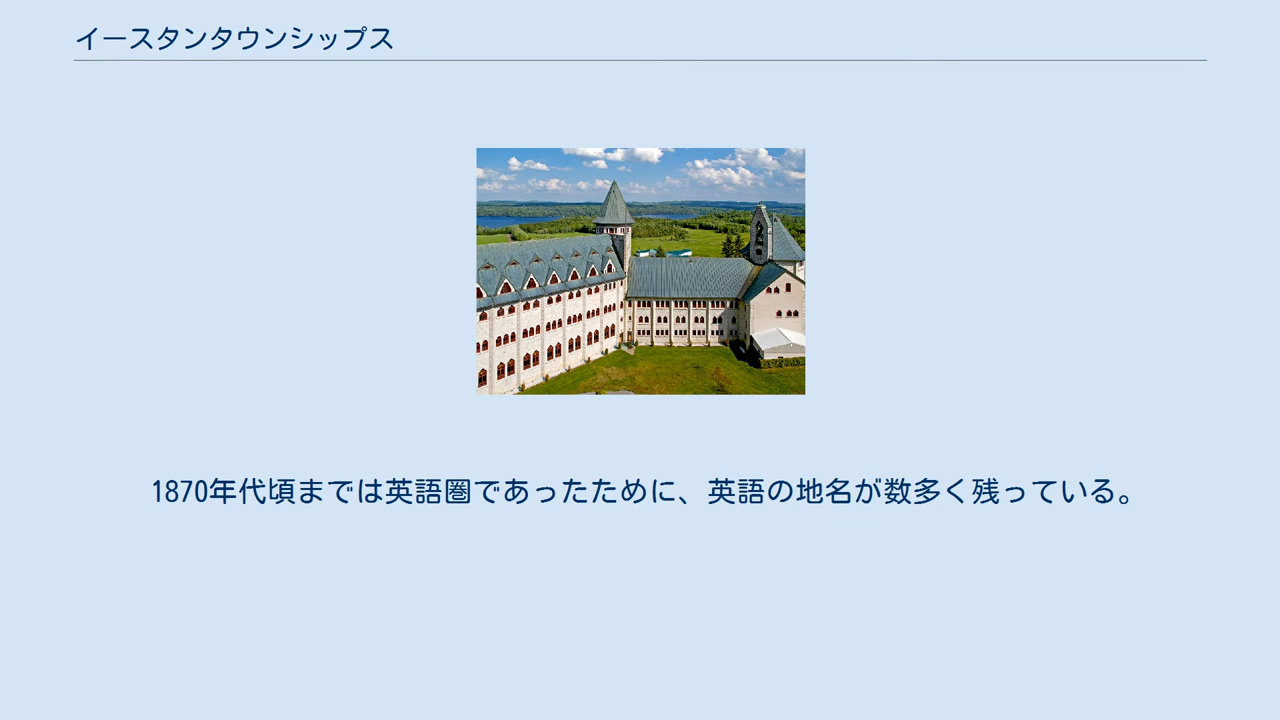 イースタンタウンシップス
1870年代頃までは英語圏であったために、英語の地名が数多く残っている。